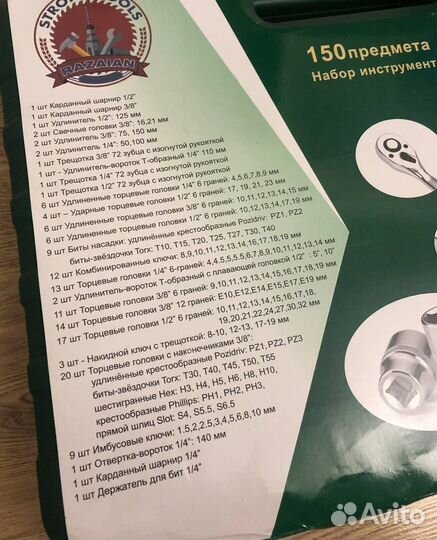 STRO OLS
RAZAIAN
150 предмета
Набор инструмент
1 шт Карданный шарнир 1/2"
1 шт Карданный шарнир 3/8"
1 шт Удлинитель 1/2": 125 мм
2 шт Свечные головки 3/8": 16,21 мм
2 шт Удлинитель 3/8": 75, 150 мм
2 шт Удлинитель 1/4": 50,100 мм
1 шт Трещотка 3/8" 72 зубца с изогнутой рукояткой
1 шт - Удлинитель-вороток Т-образный 1/4" 110 мм
1 шт Трещотка 1/4" 72 зубца с изогнутой рукояткой
1 шт Трещотка 1/2" 72 зубца с изогнутой рукояткой
6 шт Удлиненные торцевые головки 1/4" 6 граней: 4,5,6,7,8,9 мм
4 шт – Ударные торцевые головки 1/2" 6 граней: 17, 19, 21, 23 мм
6 шт Удлиненные торцевые головки 3/8" 6 граней: 10,11,12,13,14,15 мм
6 шт Удлиненные торцевые головки 1/2" 6 граней: 10,12,13,14,17,19 мм
9 шт Биты насадки: удлинённые крестообразные Pozidriv: PZ1, PZ2
биты-звёздочки Torx: T10, T15, T20, T25, T27, T30, T40
12 шт Комбинированные ключи: 8,9,10,11,12,13,14,16,17,18,19 мм
13 шт Торцевые головки 1/4" 6-граней: 4,4.5,5,5.5,6,7,8,9,10,11,12,13,14 мм
2 шт Удлинитель-вороток Т-образный с плавающей головкой 1/2" : 5", 10"
11 шт Торцевые головки 3/8" 6 граней: 9,10,11,12,13,14,15,16,17,18,19 мм
14 шт Торцевые головки 3/8" 12 граней: E10,E12,E14,E15,E17,E19 мм
17 шт Торцевые головки 1/2" 6 граней: 10,11,12,13,14,15,16,17,18,
19,20,21,22,24,27,30,32 мм
3 шт - Накидной ключ с трещоткой: 8-10, 12-13, 17-19 мм
20 шт Торцевые головки с наконечниками 3/8":
удлинённые крестообразные Pozidriv: PZ1, PZ2, PZ3
биты-звёздочки Torx: T30, T40, T45, T50, T55
шестигранные Hex: H3, H4, H5, H6, H8, H10,
крестообразные Phillips: PH1, PH2, PH3,
прямой шлиц Slot: S4, S5.5, S6.5
9 шт Имбусовые ключи: 1.5,2,2.5,3,4,5,6,8,10 мм
1 шт Отвертка-вороток 1/4": 140 мм
1 шт Карданный шарнир 1/4"
1 шт Держатель для бит 1/4"
Avito